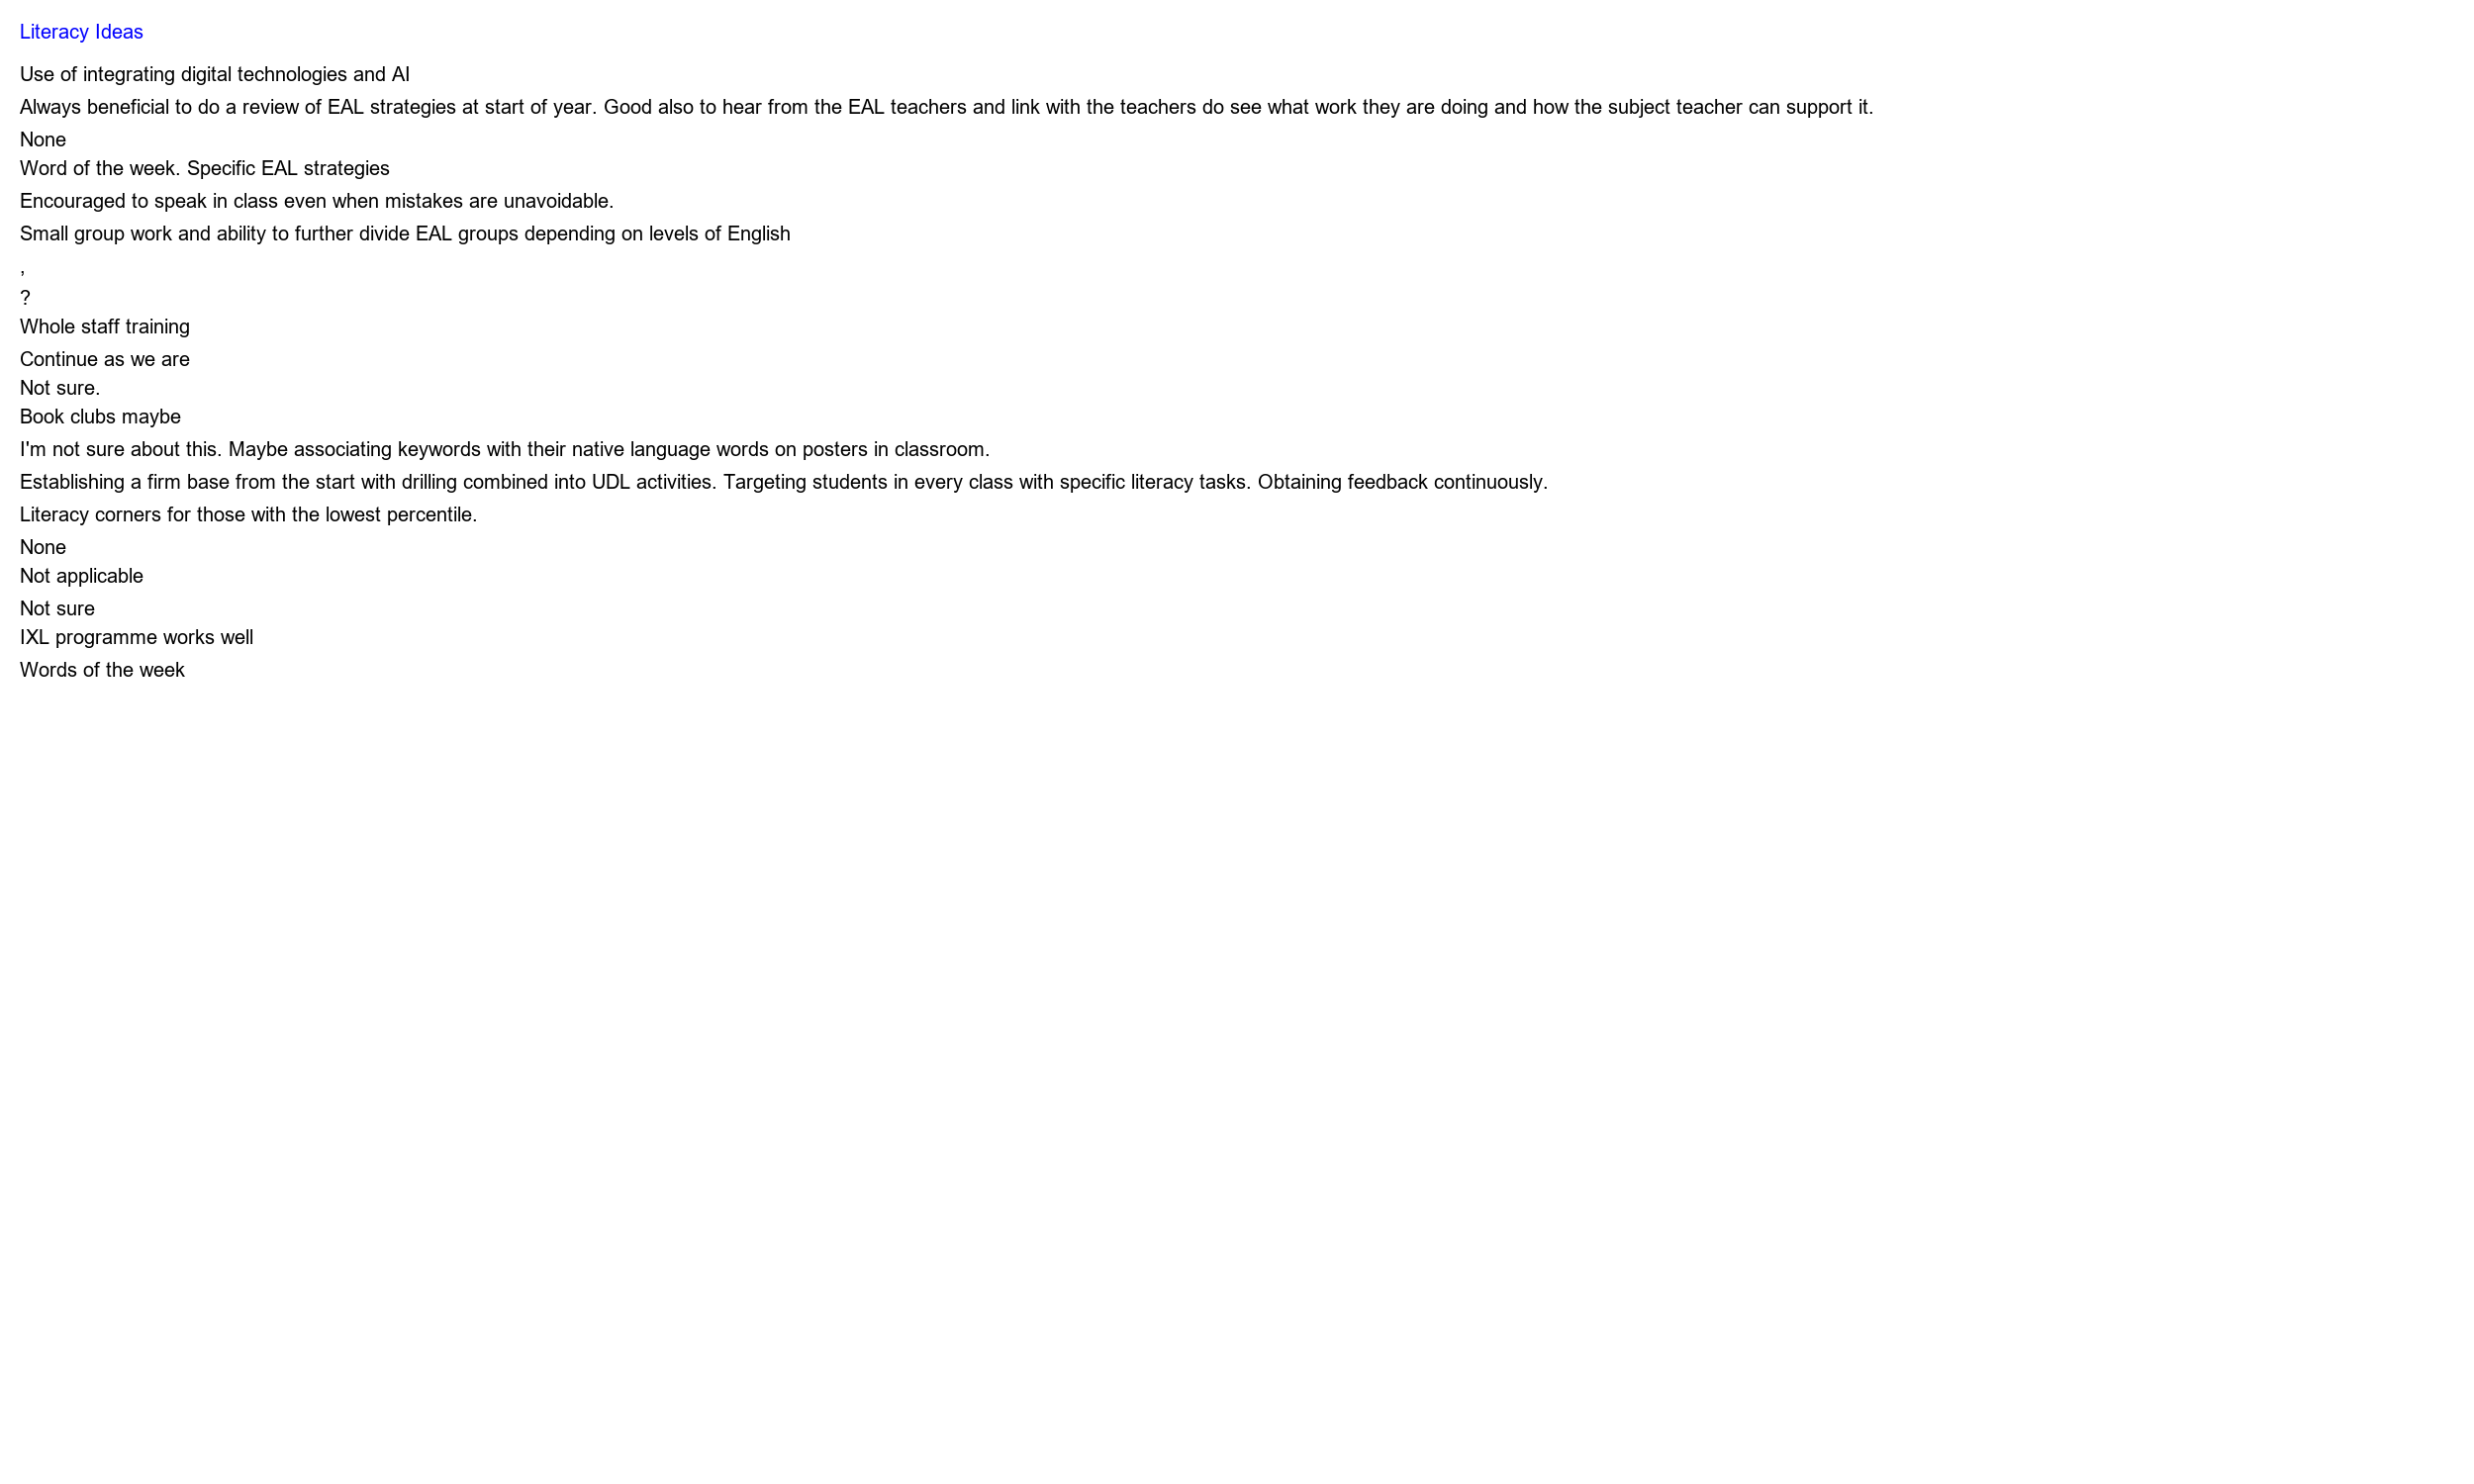 Literacy Ideas
Use of integrating digital technologies and AI
Always beneficial to do a review of EAL strategies at start of year. Good also to hear from the EAL teachers and link with the teachers do see what work they are doing and how the subject teacher can support it.
None
Word of the week. Specific EAL strategies
Encouraged to speak in class even when mistakes are unavoidable.
Small group work and ability to further divide EAL groups depending on levels of English
,
?
Whole staff training
Continue as we are
Not sure.
Book clubs maybe
I'm not sure about this. Maybe associating keywords with their native language words on posters in classroom.
Establishing a firm base from the start with drilling combined into UDL activities. Targeting students in every class with specific literacy tasks. Obtaining feedback continuously.
Literacy corners for those with the lowest percentile.
None
Not applicable
Not sure
IXL programme works well
Words of the week